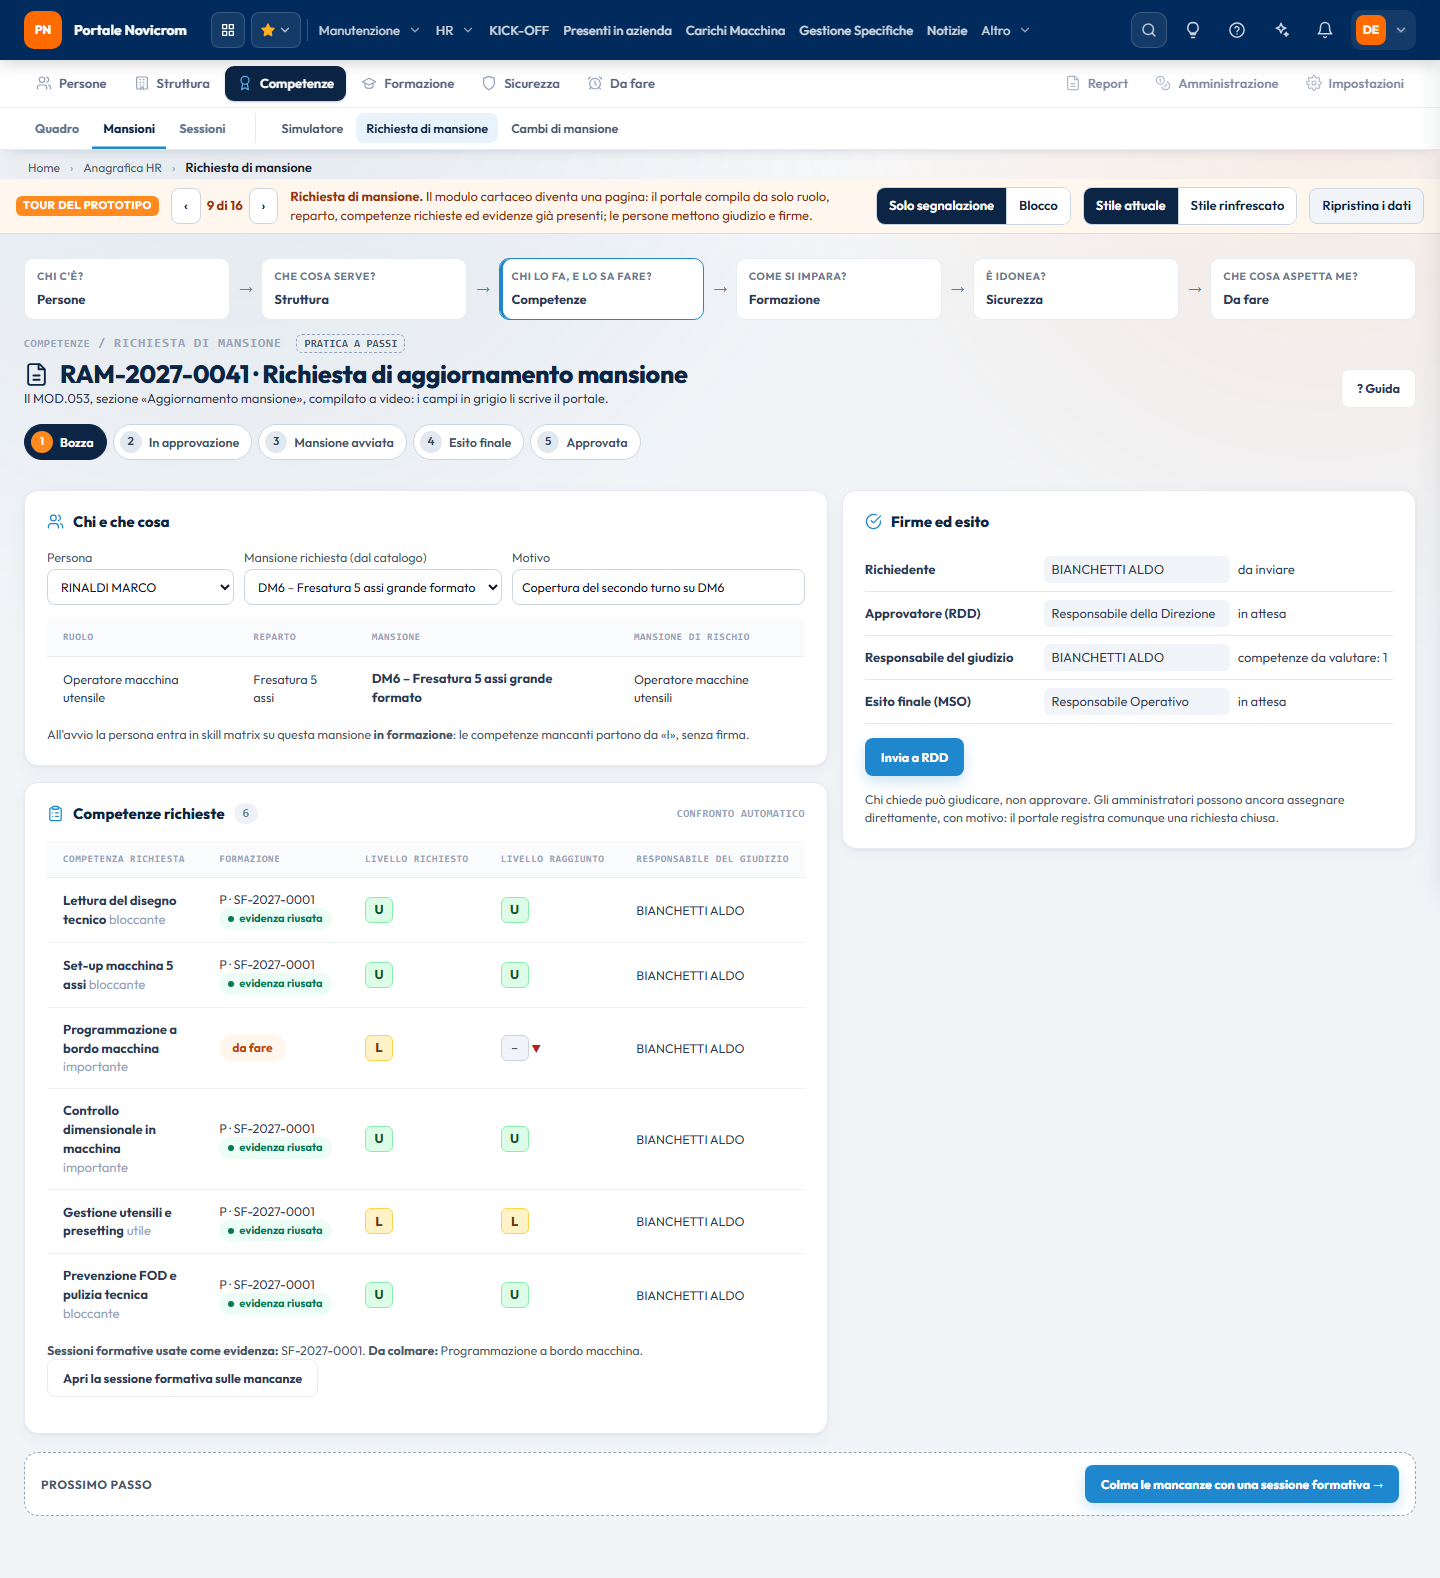 PN Portale Novicrom Manutenzione HR KICK-OFF Presenti in azienda Carichi Macchina Gestione Specifiche Notizie Altro DE
Persone Struttura Competenze Formazione Sicurezza Da fare Report Amministrazione Impostazioni
Quadro Mansioni Sessioni Simulatore Richiesta di mansione Cambi di mansione
Home › Anagrafica HR › Richiesta di mansione
TOUR DEL PROTOTIPO ‹ 9 di 16 ›
Richiesta di mansione. Il modulo cartaceo diventa una pagina: il portale compila da solo ruolo,
reparto, competenze richieste ed evidenze già presenti; le persone mettono giudizio e firme.
Solo segnalazione Blocco Stile attuale Stile rinfrescato Ripristina i dati
CHI C'È?
Persone
→
CHE COSA SERVE?
Struttura
→
CHI LO FA, E LO SA FARE?
Competenze
→
COME SI IMPARA?
Formazione
→
È IDONEA?
Sicurezza
→
CHE COSA ASPETTA ME?
Da fare
COMPETENZE / RICHIESTA DI MANSIONE PRATICA A PASSI
RAM-2027-0041 · Richiesta di aggiornamento mansione
Il MOD.053, sezione «Aggiornamento mansione», compilato a video: i campi in grigio li scrive il portale.
? Guida
1 Bozza 2 In approvazione 3 Mansione avviata 4 Esito finale 5 Approvata
Chi e che cosa
Persona Mansione richiesta (dal catalogo) Motivo
RINALDI MARCO DM6 – Fresatura 5 assi grande formato Copertura del secondo turno su DM6
RUOLO REPARTO MANSIONE MANSIONE DI RISCHIO
Operatore macchina utensile
Fresatura 5 assi
DM6 – Fresatura 5 assi grande formato
Operatore macchine utensili
All'avvio la persona entra in skill matrix su questa mansione in formazione: le competenze mancanti partono da «I», senza firma.
Firme ed esito
Richiedente BIANCHETTI ALDO da inviare
Approvatore (RDD) Responsabile della Direzione in attesa
Responsabile del giudizio BIANCHETTI ALDO competenze da valutare: 1
Esito finale (MSO) Responsabile Operativo in attesa
Invia a RDD
Chi chiede può giudicare, non approvare. Gli amministratori possono ancora assegnare
direttamente, con motivo: il portale registra comunque una richiesta chiusa.
Competenze richieste 6 CONFRONTO AUTOMATICO
COMPETENZA RICHIESTA FORMAZIONE LIVELLO RICHIESTO LIVELLO RAGGIUNTO RESPONSABILE DEL GIUDIZIO
Lettura del disegno
tecnico bloccante
P · SF-2027-0001
evidenza riusata
U U BIANCHETTI ALDO
Set-up macchina 5
assi bloccante
P · SF-2027-0001
evidenza riusata
U U BIANCHETTI ALDO
Programmazione a
bordo macchina
importante
da fare L – ▼ BIANCHETTI ALDO
Controllo
dimensionale in
macchina
importante
P · SF-2027-0001
evidenza riusata
U U BIANCHETTI ALDO
Gestione utensili e
presetting utile
P · SF-2027-0001
evidenza riusata
L L BIANCHETTI ALDO
Prevenzione FOD e
pulizia tecnica
bloccante
P · SF-2027-0001
evidenza riusata
U U BIANCHETTI ALDO
Sessioni formative usate come evidenza: SF-2027-0001. Da colmare: Programmazione a bordo macchina.
Apri la sessione formativa sulle mancanze
PROSSIMO PASSO Colma le mancanze con una sessione formativa →